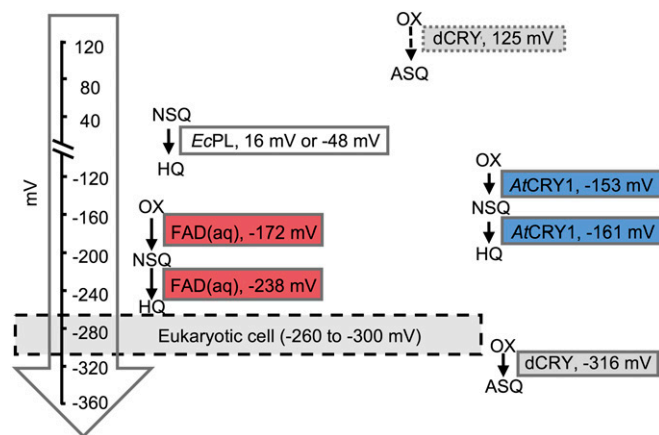 mV
120
80
40
-120
-160
-200
-240
-280
-320
-360
OX
dCRY, 125 mV
ASQ
NSQ
EcPL, 16 mV or -48 mV
HQ
OX
AtCRY1, -153 mV
NSQ
AtCRY1, -161 mV
HQ
OX
FAD(aq), -172 mV
NSQ
FAD(aq), -238 mV
HQ
Eukaryotic cell (-260 to -300 mV)
OX
dCRY, -316 mV
ASQ